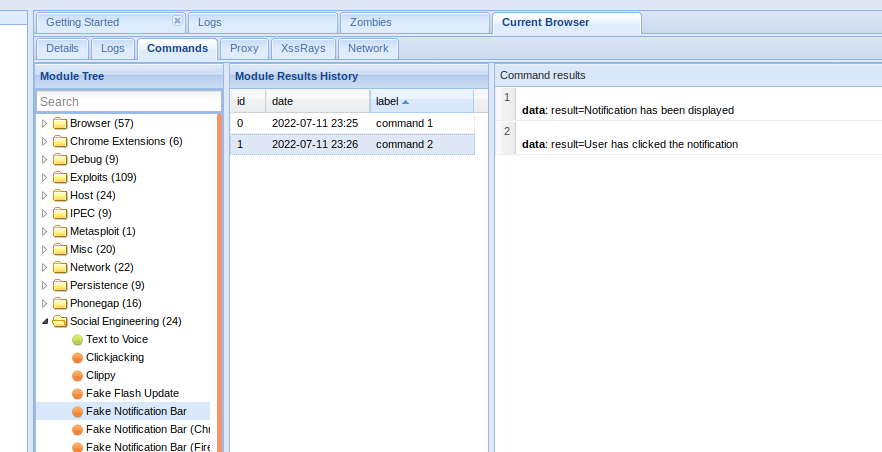 Getting Started
Logs
Zombies
Current Browser
Details
Logs
Commands
Proxy
XssRays
Network
Module Tree
Search
Browser (57)
Chrome Extensions (6)
Debug (9)
Exploits (109)
Host (24)
IPEC (9)
Metasploit (1)
Misc (20)
Network (22)
Persistence (9)
Phonegap (16)
Social Engineering (24)
Text to Voice
Clickjacking
Clippy
Fake Flash Update
Fake Notification Bar
Fake Notification Bar (Chr
Fake Notification Bar (Fire
Module Results History
id date label
0 2022-07-11 23:25 command 1
1 2022-07-11 23:26 command 2
Command results
1
data: result=Notification has been displayed
2
data: result=User has clicked the notification